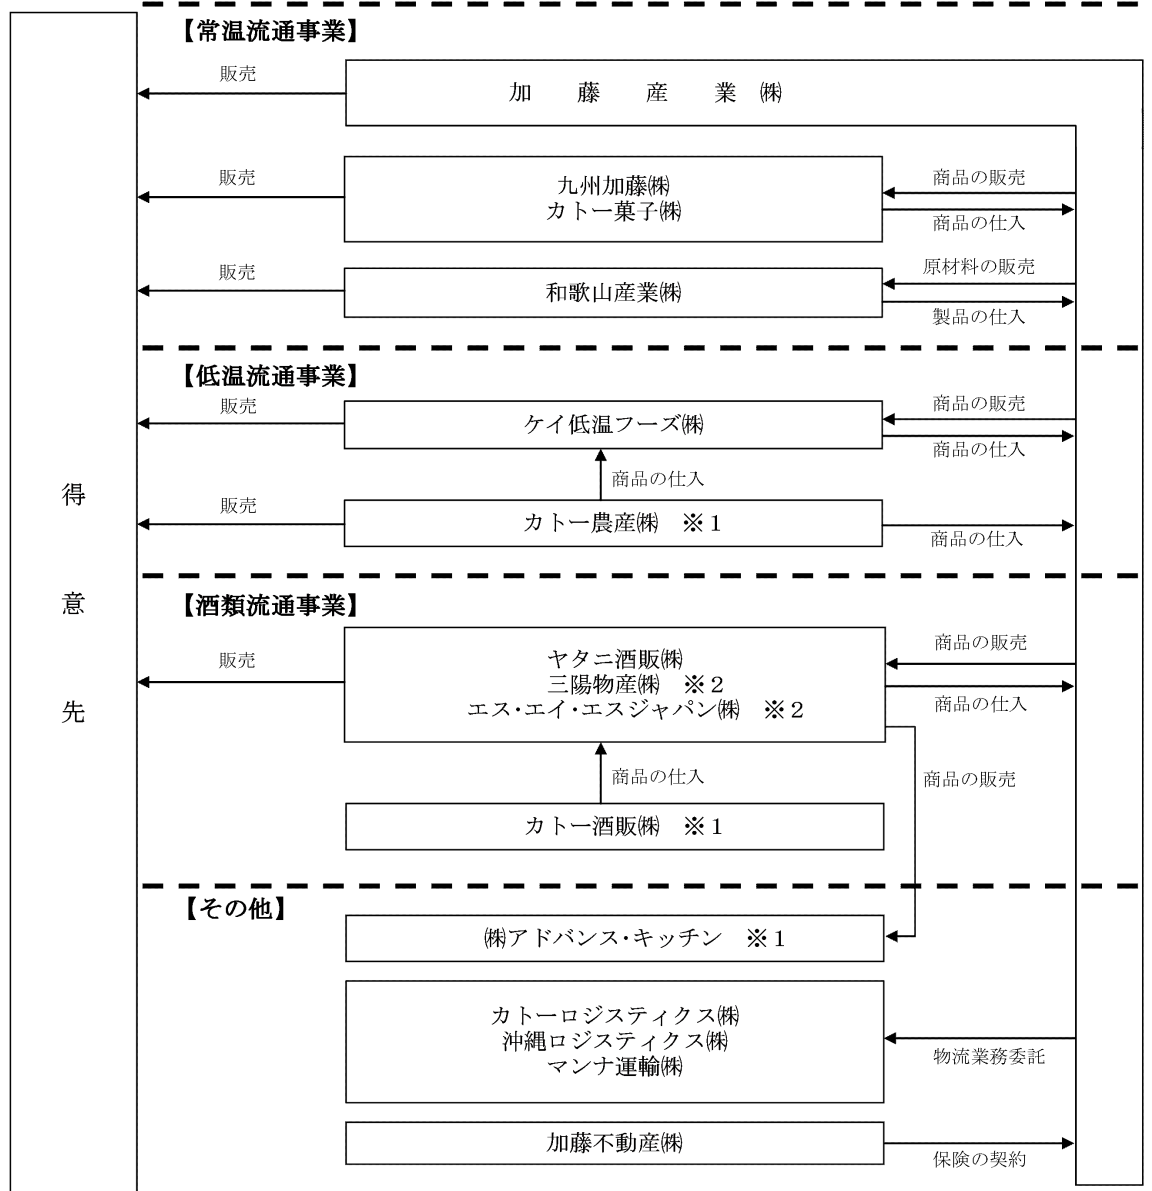 【常温流通事業】
販売
加藤産業㈱
販売
九州加藤㈱
カトー菓子㈱
商品の販売
商品の仕入
販売
和歌山産業㈱
原材料の販売
製品の仕入
【低温流通事業】
販売
ケイ低温フーズ㈱
商品の販売
商品の仕入
商品の仕入
販売
カトー農産㈱　※１
商品の仕入
得意先
【酒類流通事業】
販売
ヤタニ酒販㈱
三陽物産㈱　※２
エス・エイ・エスジャパン㈱　※２
商品の販売
商品の仕入
商品の仕入
商品の販売
カトー酒販㈱　※１
【その他】
㈱アドバンス・キッチン　※１
カトーロジスティクス㈱
沖縄ロジスティクス㈱
マンナ運輸㈱
物流業務委託
加藤不動産㈱
保険の契約